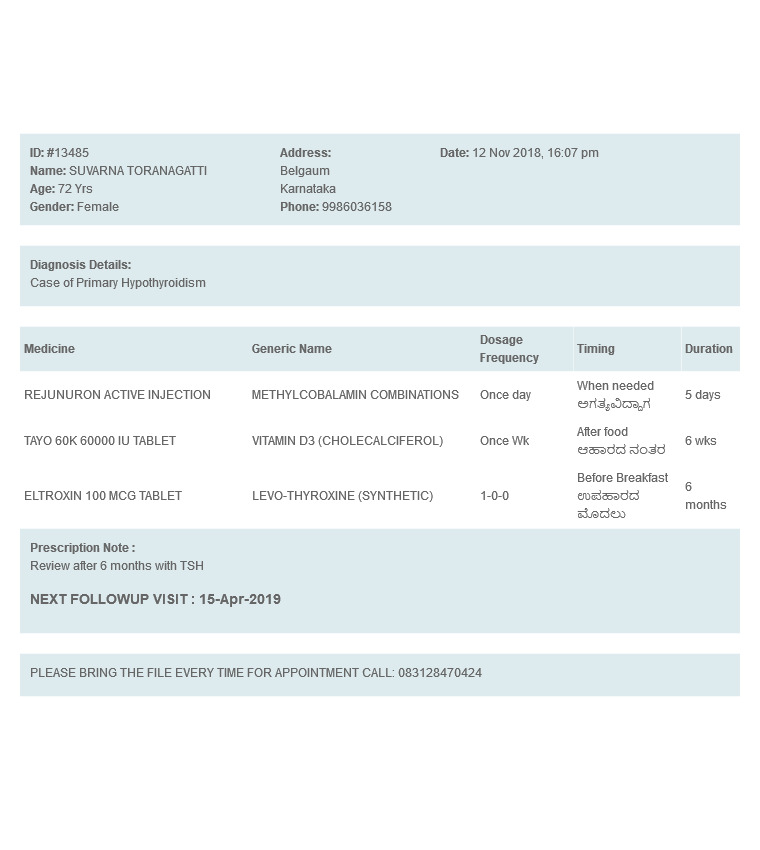 ID: #13485
Name: SUVARNA TORANAGATTI
Age: 72 Yrs
Gender: Female
Address:
Belgaum
Karnataka
Phone: 9986036158
Date: 12 Nov 2018, 16:07 pm
Diagnosis Details:
Case of Primary Hypothyroidism
Medicine Generic Name Dosage Frequency Timing Duration
REJUNURON ACTIVE INJECTION METHYLCOBALAMIN COMBINATIONS Once day When needed 5 days
ಅಗತ್ಯವಿದ್ದಾಗ
TAYO 60K 60000 IU TABLET VITAMIN D3 (CHOLECALCIFEROL) Once Wk After food 6 wks
ಆಹಾರದ ನಂತರ
ELTROXIN 100 MCG TABLET LEVO-THYROXINE (SYNTHETIC) 1-0-0 Before Breakfast 6 months
ಉಪಹಾರದ
ಮೊದಲು
Prescription Note :
Review after 6 months with TSH
NEXT FOLLOWUP VISIT : 15-Apr-2019
PLEASE BRING THE FILE EVERY TIME FOR APPOINTMENT CALL: 083128470424